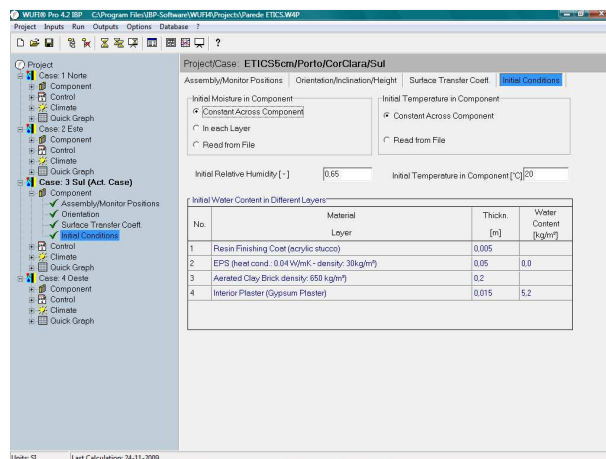 WUFI® Pro 4.2 IBP C:\Program Files\IBP-Software\WUFI4\Projects\Parede ETICS.W4P
Project Inputs Run Outputs Options Database ?
Project
Case: 1 Norte
Component
Control
Climate
Quick Graph
Case: 2 Este
Component
Control
Climate
Quick Graph
Case: 3 Sul (Act. Case)
Component
Assembly/Monitor Positions
Orientation
Surface Transfer Coeff.
Initial Conditions
Control
Climate
Quick Graph
Case: 4 Oeste
Component
Control
Climate
Quick Graph
Project/Case: ETICS5cm/Porto/CorClara/Sul
Assembly/Monitor Positions Orientation/Inclination/Height Surface Transfer Coeff. Initial Conditions
Initial Moisture in Component
Constant Across Component
In each Layer
Read from File
Initial Temperature in Component
Constant Across Component
Read from File
Initial Relative Humidity [-] 0,65
Initial Temperature in Component [°C] 20
Initial Water Content in Different Layers
No. Material Layer Thickn. [m] Water Content [kg/m³]
1 Resin Finishing Coat (acrylic stucco) 0,005
2 EPS (heat cond.: 0.04 W/mK - density: 30kg/m³) 0,05 0,0
3 Aerated Clay Brick density: 650 kg/m³) 0,2
4 Interior Plaster (Gypsum Plaster) 0,015 5,2
Units: SI Last Calculation: 24-11-2009